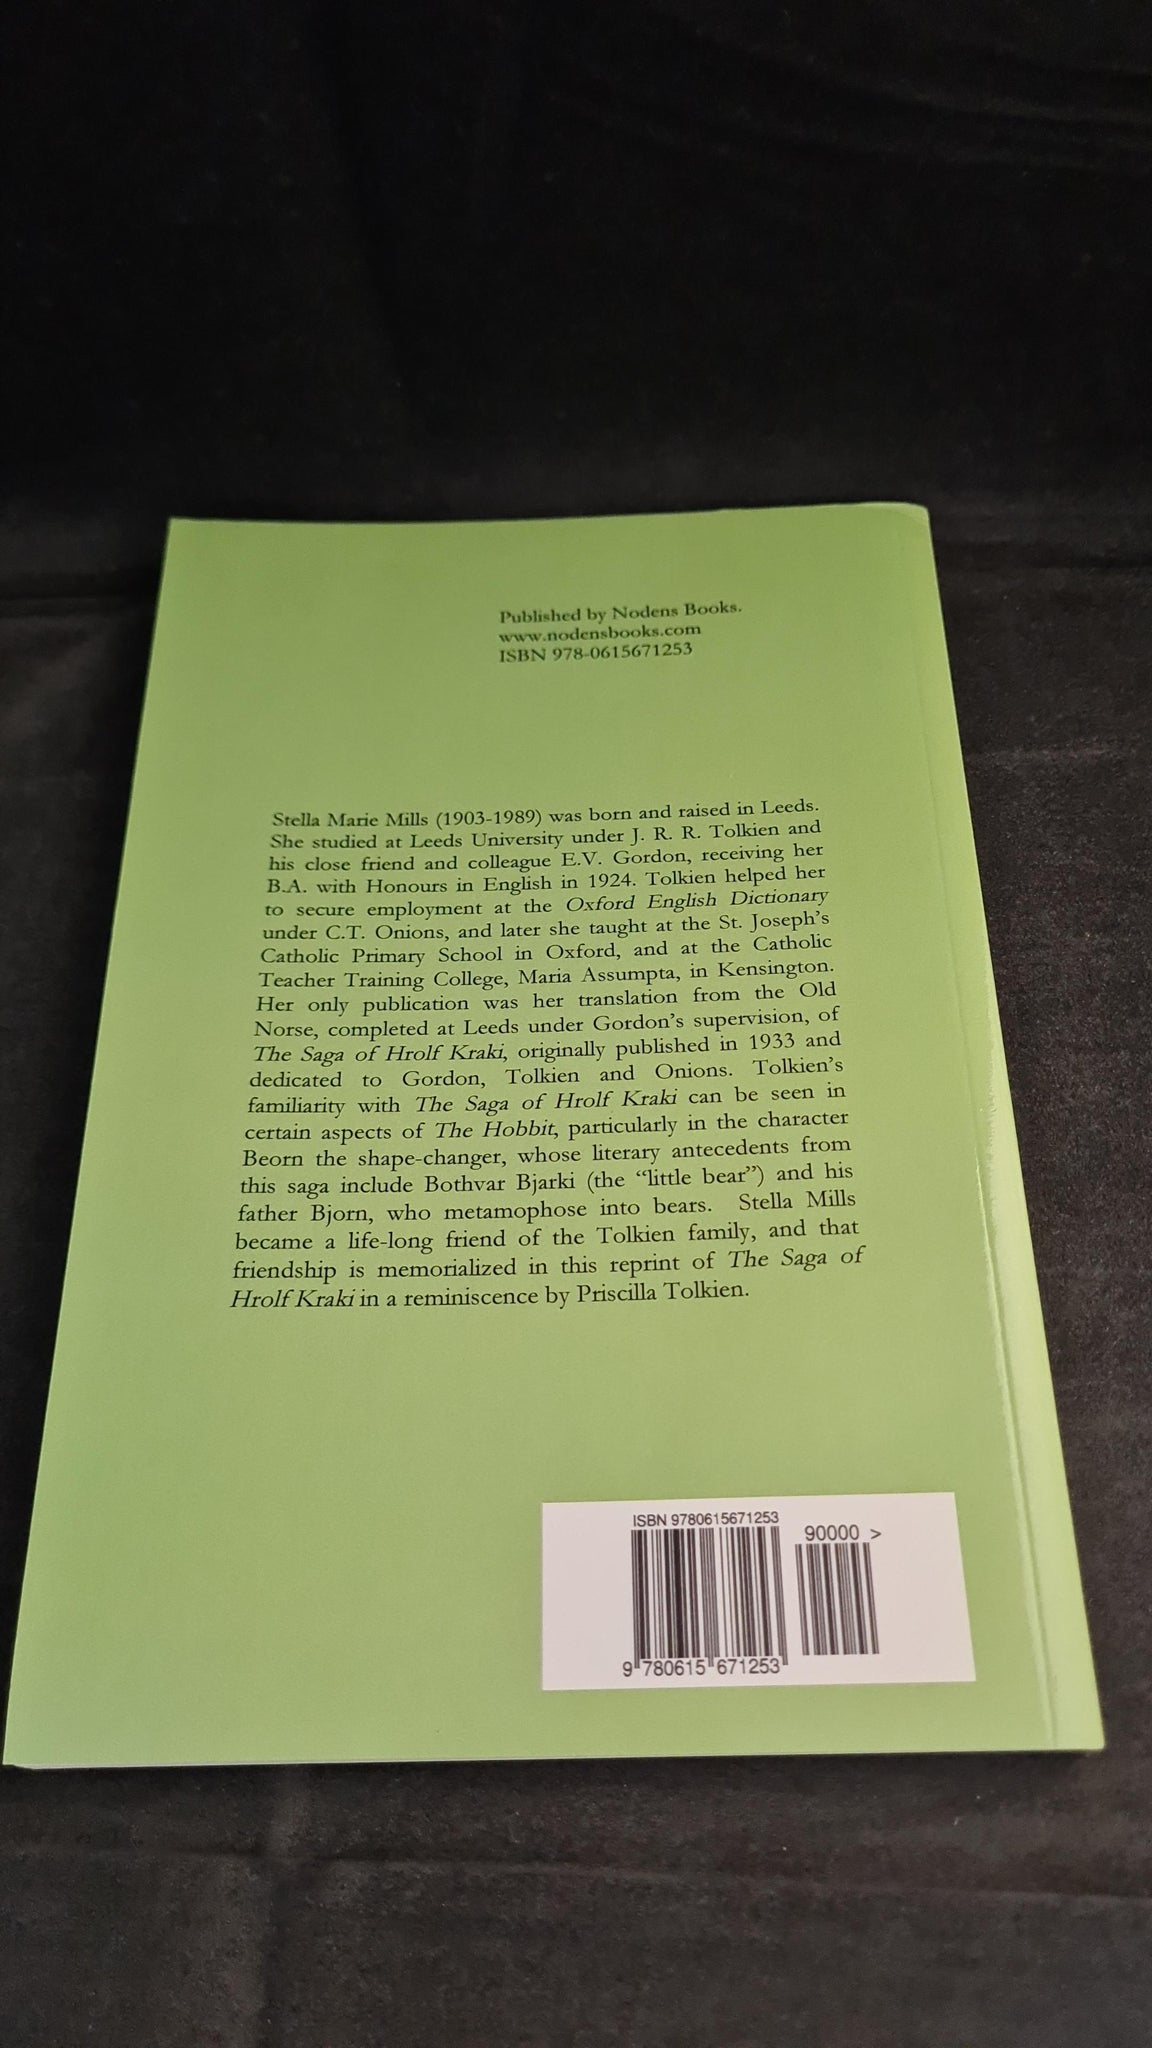 Published by Nodens Books.
www.nodensbooks.com
ISBN 978-0615671253
Stella Marie Mills (1903-1989) was born and raised in Leeds.
She studied at Leeds University under J. R. R. Tolkien and
his close friend and colleague E.V. Gordon, receiving her
B.A. with Honours in English in 1924. Tolkien helped her
to secure employment at the Oxford English Dictionary
under C.T. Onions, and later she taught at the St. Joseph's
Catholic Primary School in Oxford, and at the Catholic
Teacher Training College, Maria Assumpta, in Kensington.
Her only publication was her translation from the Old
Norse, completed at Leeds under Gordon's supervision, of
The Saga of Hrolf Kraki, originally published in 1933 and
dedicated to Gordon, Tolkien and Onions. Tolkien's
familiarity with The Saga of Hrolf Kraki can be seen in
certain aspects of The Hobbit, particularly in the character
Beorn the shape-changer, whose literary antecedents from
this saga include Bothvar Bjarki (the “little bear”) and his
father Bjorn, who metamophose into bears. Stella Mills
became a life-long friend of the Tolkien family, and that
friendship is memorialized in this reprint of The Saga of
Hrolf Kraki in a reminiscence by Priscilla Tolkien.
ISBN 9780615671253
90000 >
9 780615 671253